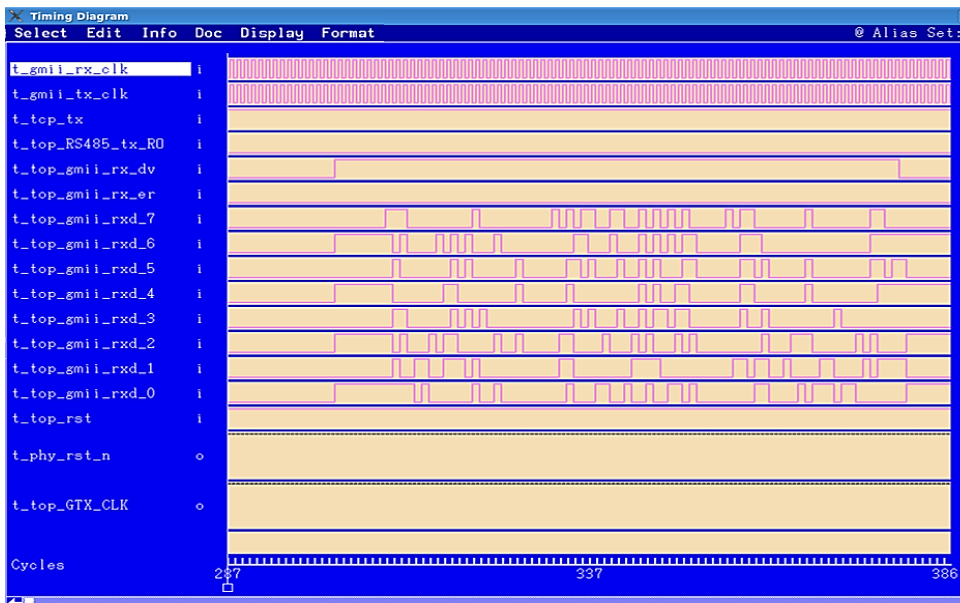 Timing Diagram
Select Edit Info Doc Display Format @ Alias Set:
t_gmii_rx_clk i
t_gmii_tx_clk i
t_tcp_tx i
t_top_RS485_tx_RO i
t_top_gmii_rx_dv i
t_top_gmii_rx_er i
t_top_gmii_rxd_7 i
t_top_gmii_rxd_6 i
t_top_gmii_rxd_5 i
t_top_gmii_rxd_4 i
t_top_gmii_rxd_3 i
t_top_gmii_rxd_2 i
t_top_gmii_rxd_1 i
t_top_gmii_rxd_0 i
t_top_rst i
t_phy_rst_n o
t_top_GTX_CLK o
Cycles
287 337 386